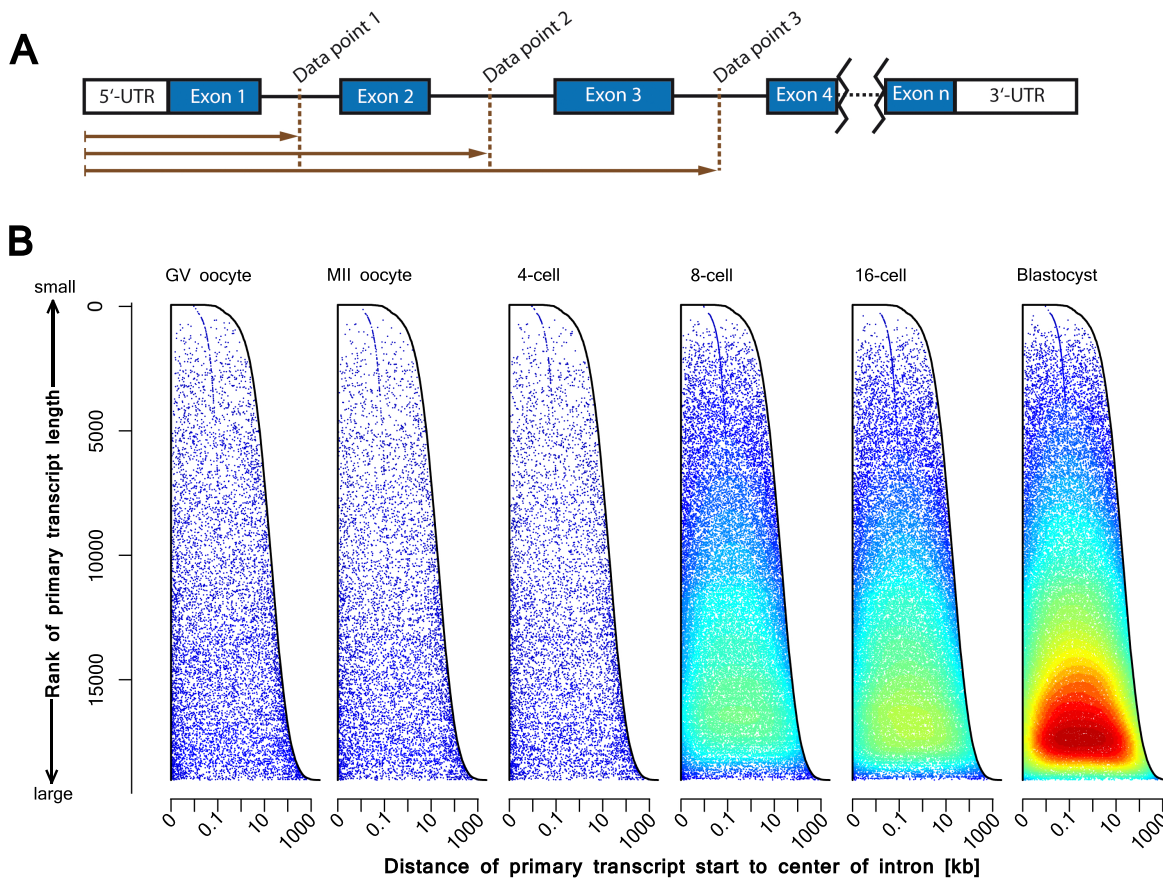 A
Data point 1
Data point 2
Data point 3
5'-UTR
Exon 1
Exon 2
Exon 3
Exon 4
Exon n
3'-UTR
B
GV oocyte
MII oocyte
4-cell
8-cell
16-cell
Blastocyst
small
Rank of primary transcript length
large
0
5000
10000
15000
0 0.1 10 1000
0 0.1 10 1000
0 0.1 10 1000
0 0.1 10 1000
0 0.1 10 1000
0 0.1 10 1000
Distance of primary transcript start to center of intron [kb]